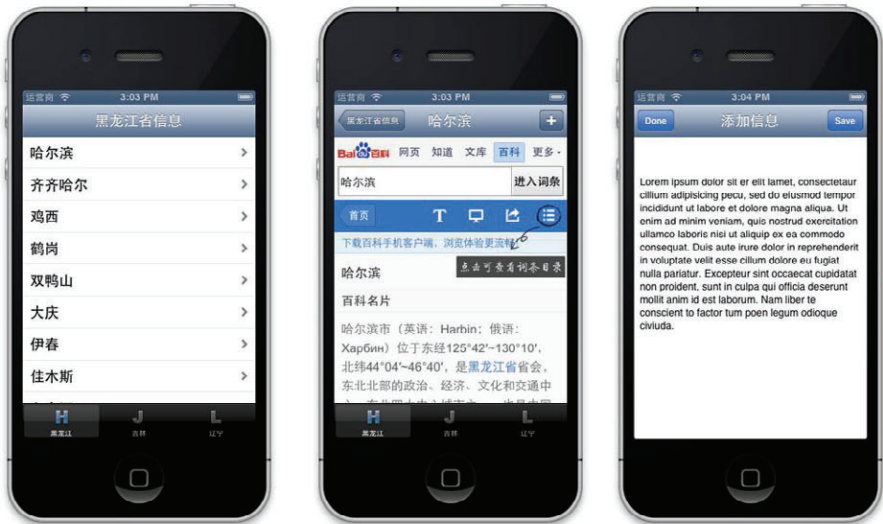 运营商
3:03 PM
黑龙江省信息
哈尔滨
齐齐哈尔
鸡西
鹤岗
双鸭山
大庆
伊春
佳木斯
H J L
黑龙江 吉林 辽宁
运营商
3:03 PM
黑龙江省信息 哈尔滨 +
Bai百科 网页 知道 文库 百科 更多
哈尔滨 进入词条
首页 T
下载百科手机客户端，浏览体验更流畅
点击可查看词条目录
哈尔滨
百科名片
哈尔滨市（英语：Harbin；俄语：
Харбин）位于东经125°42′~130°10′，
北纬44°04′~46°40′，是黑龙江省省会，
东北北部的政治、经济、文化和交通中
H J L
黑龙江 吉林 辽宁
运营商
3:04 PM
Done 添加信息 Save
Lorem ipsum dolor sit er elit lamet, consectetaur
cillium adipisicing pecu, sed do eiusmod tempor
incididunt ut labore et dolore magna aliqua. Ut
enim ad minim veniam, quis nostrud exercitation
ullamco laboris nisi ut aliquip ex ea commodo
consequat. Duis aute irure dolor in reprehenderit
in voluptate velit esse cillum dolore eu fugiat
nulla pariatur. Excepteur sint occaecat cupidatat
non proident, sunt in culpa qui officia deserunt
mollit anim id est laborum. Nam liber te
conscient to factor tum poen legum odioque
civiuda.